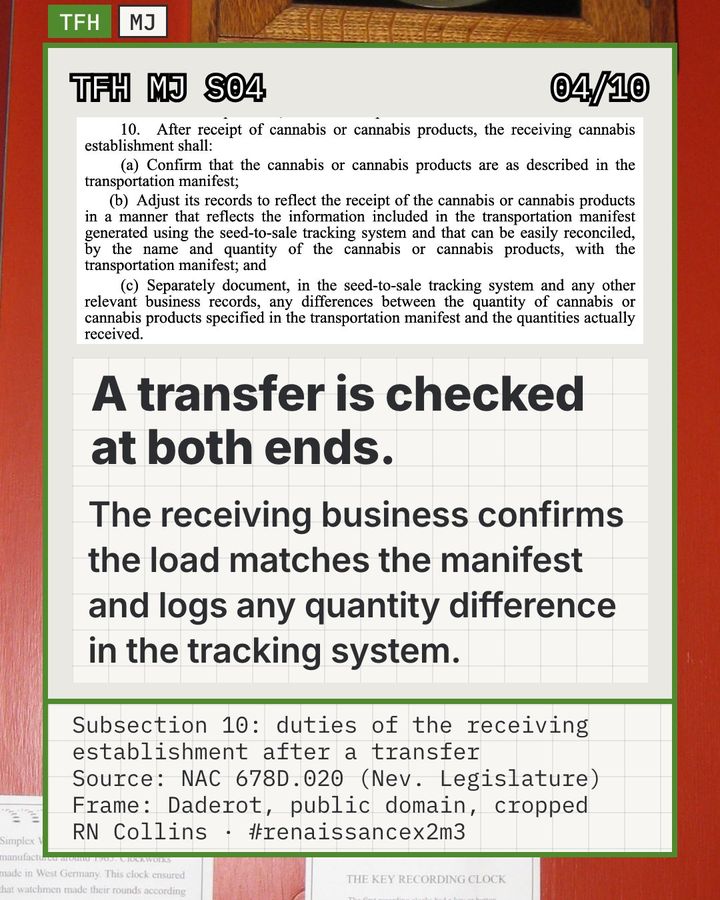 TFH MJ
TFH MJ S04 04/10
10. After receipt of cannabis or cannabis products, the receiving cannabis
establishment shall:
(a) Confirm that the cannabis or cannabis products are as described in the
transportation manifest;
(b) Adjust its records to reflect the receipt of the cannabis or cannabis products
in a manner that reflects the information included in the transportation manifest
generated using the seed-to-sale tracking system and that can be easily reconciled,
by the name and quantity of the cannabis or cannabis products, with the
transportation manifest; and
(c) Separately document, in the seed-to-sale tracking system and any other
relevant business records, any differences between the quantity of cannabis or
cannabis products specified in the transportation manifest and the quantities actually
received.
A transfer is checked
at both ends.
The receiving business confirms
the load matches the manifest
and logs any quantity difference
in the tracking system.
Subsection 10: duties of the receiving
establishment after a transfer
Source: NAC 678D.020 (Nev. Legislature)
Frame: Daderot, public domain, cropped
RN Collins · #renaissancex2m3
Simplex
manufactured around 1965. Clockworks
made in West Germany. This clock ensured
that watchmen made their rounds according
THE KEY RECORDING CLOCK